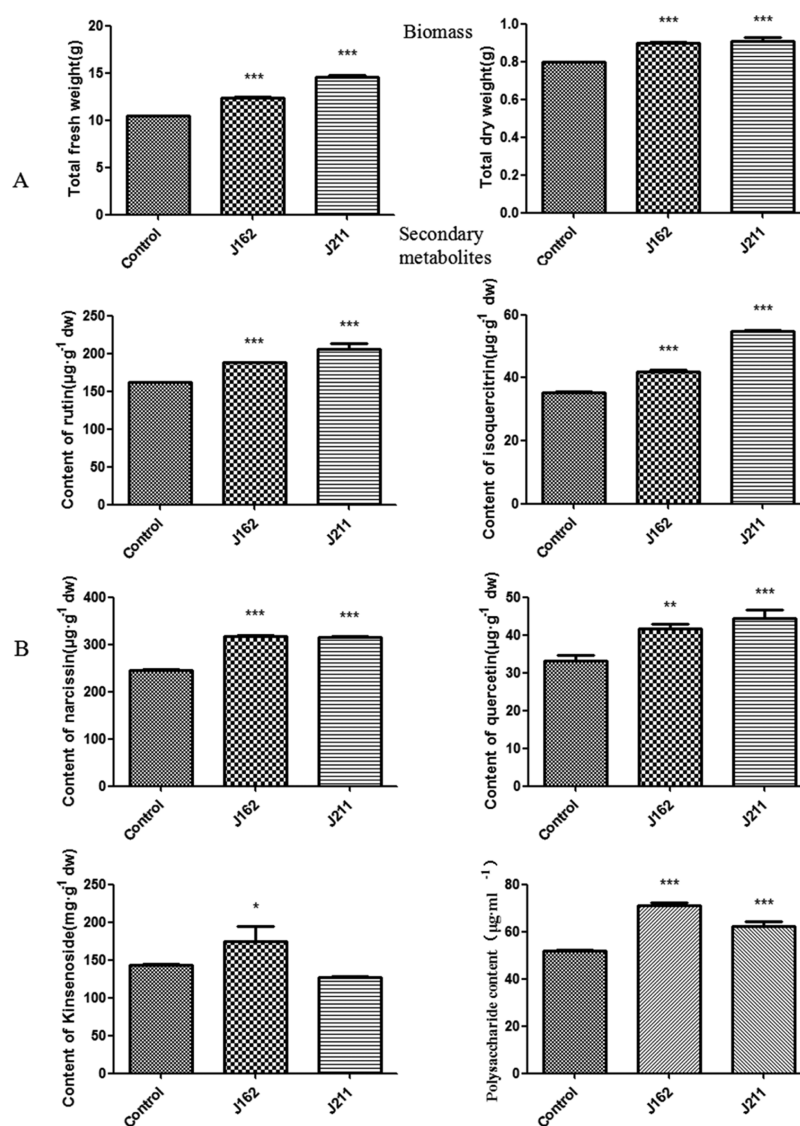 Biomass
A
Total fresh weight(g)
20
15
10
5
0
***
***
Control
J162
J211
Total dry weight(g)
1.0
0.8
0.6
0.4
0.2
0.0
***
***
Control
J162
J211
Secondary
metabolites
B
Content of rutin(μg·g⁻¹ dw)
250
200
150
100
50
0
***
***
Control
J162
J211
Content of isoquercitrin(μg·g⁻¹ dw)
60
40
20
0
***
***
Control
J162
J211
Content of narcissin(μg·g⁻¹ dw)
400
300
200
100
0
***
***
Control
J162
J211
Content of quercetin(μg·g⁻¹ dw)
50
40
30
20
10
0
**
***
Control
J162
J211
Content of Kinsenoside(mg·g⁻¹ dw)
250
200
150
100
50
0
*
Control
J162
J211
Polysaccharide content（μg·ml ⁻¹）
80
60
40
20
0
***
***
Control
J162
J211